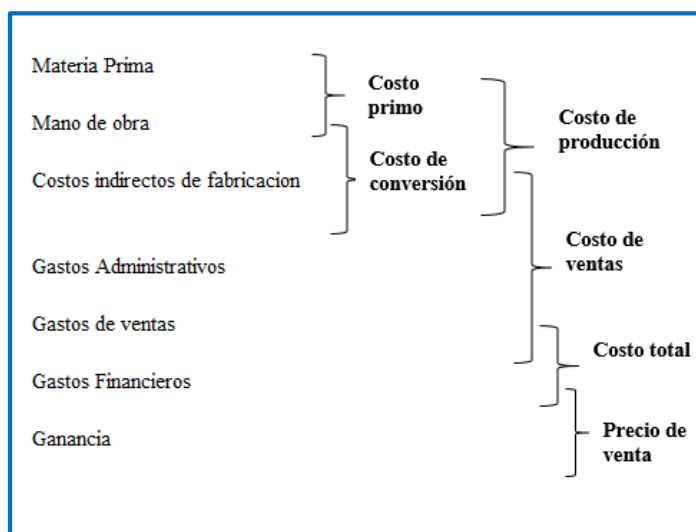 Materia Prima
Costo
primo
Mano de obra
Costo de
producción
Costos indirectos de fabricacion
Costo de
conversión
Costo de
ventas
Gastos Administrativos
Gastos de ventas
Costo total
Gastos Financieros
Ganancia
Precio de
venta